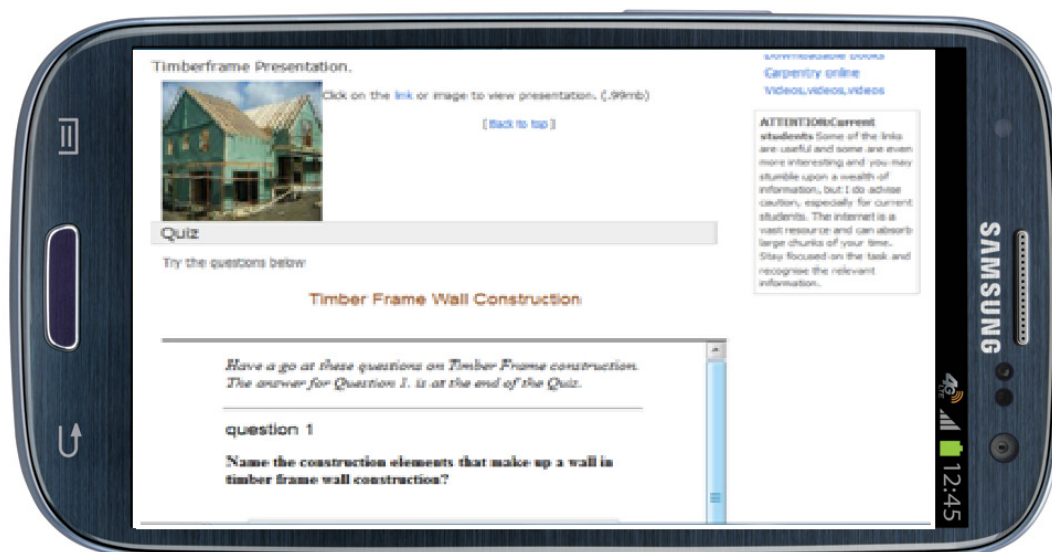 Timberframe Presentation.
Click on the link or image to view presentation. (.99mb)
[Back to top]
Quiz
Try the questions below
Timber Frame Wall Construction
Have a go at these questions on Timber Frame construction.
The answer for Question 1. is at the end of the Quiz.
question 1
Name the construction elements that make up a wall in
timber frame wall construction?
Downloadable books
Carpentry online
Videos,videos,videos
ATTENTION:Current
students Some of the links
are useful and some are even
more interesting and you may
stumble upon a wealth of
information, but I do advise
caution, especially for current
students. The internet is a
vast resource and can absorb
large chunks of your time.
Stay focused on the task and
recognise the relevant
information.
SAMSUNG
4G
LTE
12:45